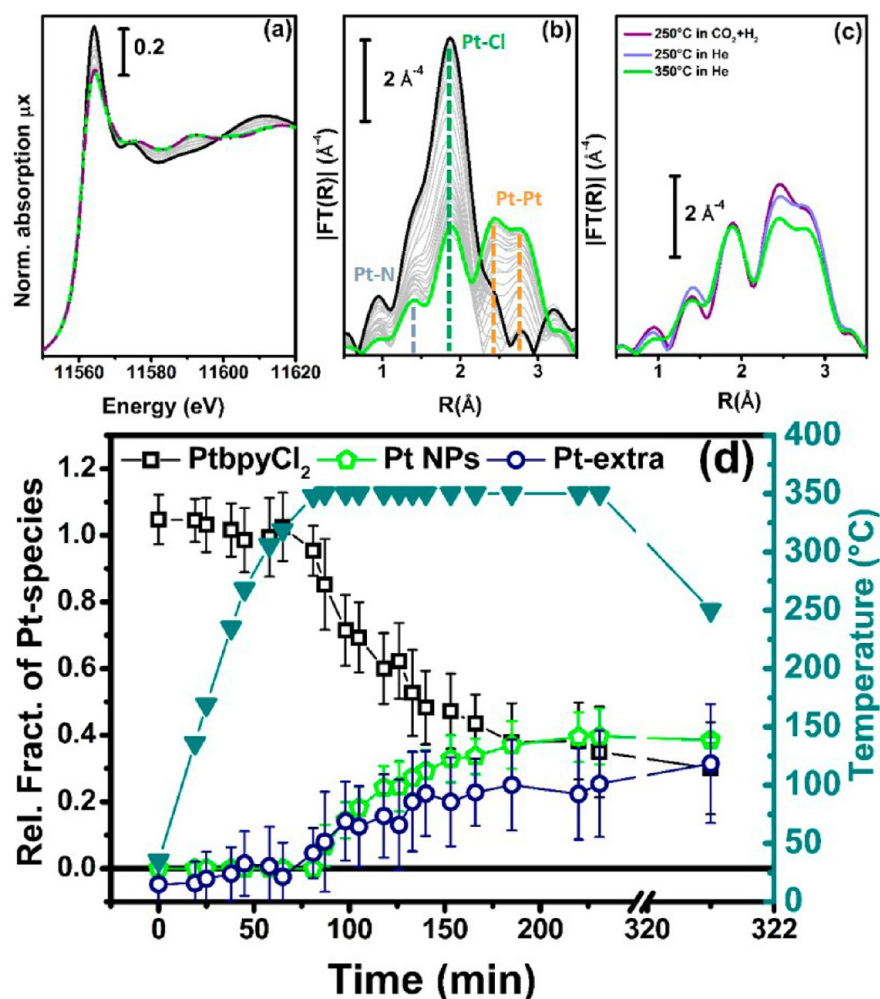 (a)
0.2
Norm. absorption μx
11560 11580 11600 11620
Energy (eV)
(b)
Pt-Cl
2 Å⁻⁴
Pt-Pt
Pt-N
|FT(R)| (Å⁻⁴)
1 2 3
R(Å)
250°C in CO₂+H₂
250°C in He
350°C in He
(c)
2 Å⁻⁴
|FT(R)| (Å⁻⁴)
1 2 3
R(Å)
PtbpyCl₂ Pt NPs Pt-extra
(d)
Rel. Fract. of Pt-species
1.2
1.0
0.8
0.6
0.4
0.2
0.0
400
350
300
250
200
150
100
50
0
Temperature (°C)
0 50 100 150 200 320 322
Time (min)